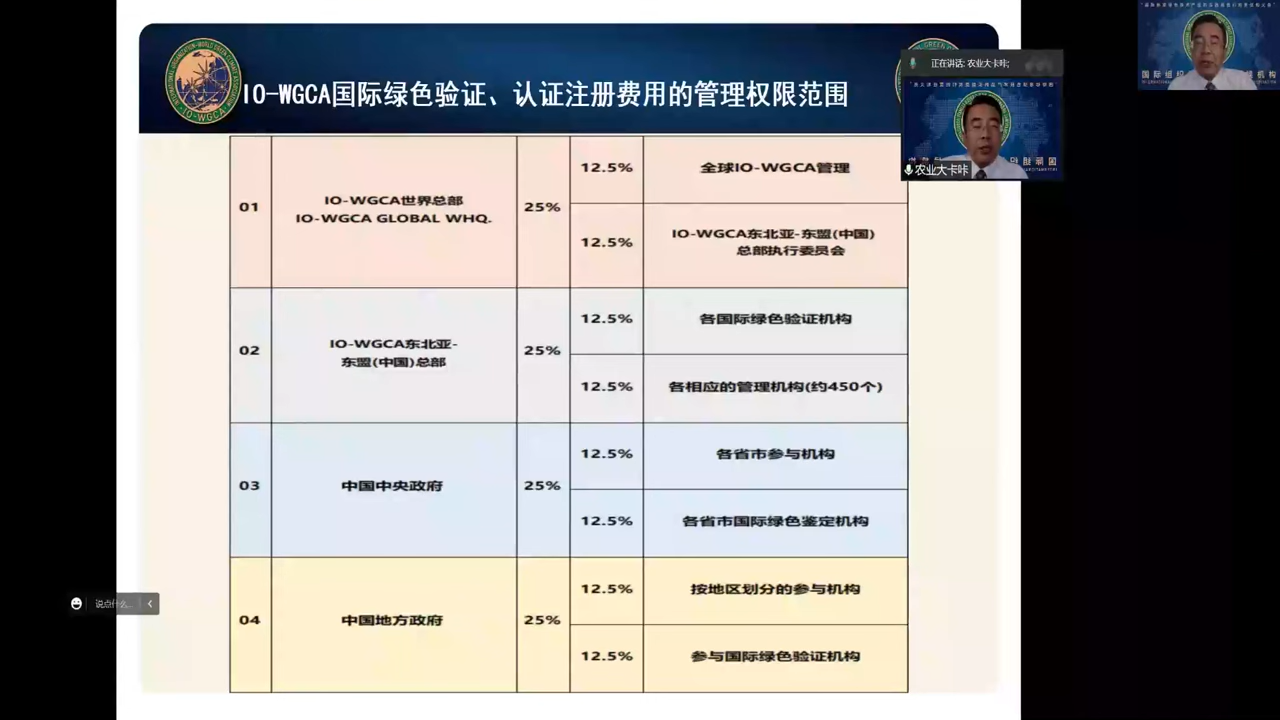 IO-WGCA国际绿色验证、认证注册费用的管理权限范围
正在讲话: 农业大卡咔;
农业大卡咔
01
IO-WGCA世界总部
IO-WGCA GLOBAL WHQ.
25%
12.5%
全球IO-WGCA管理
12.5%
IO-WGCA东北亚-东盟(中国)
总部执行委员会
02
IO-WGCA东北亚-
东盟(中国)总部
25%
12.5%
各国际绿色验证机构
12.5%
各相应的管理机构(约450个)
03
中国中央政府
25%
12.5%
各省市参与机构
12.5%
各省市国际绿色鉴定机构
04
中国地方政府
25%
12.5%
按地区划分的参与机构
12.5%
参与国际绿色验证机构
说点什么...
IO-WGCA